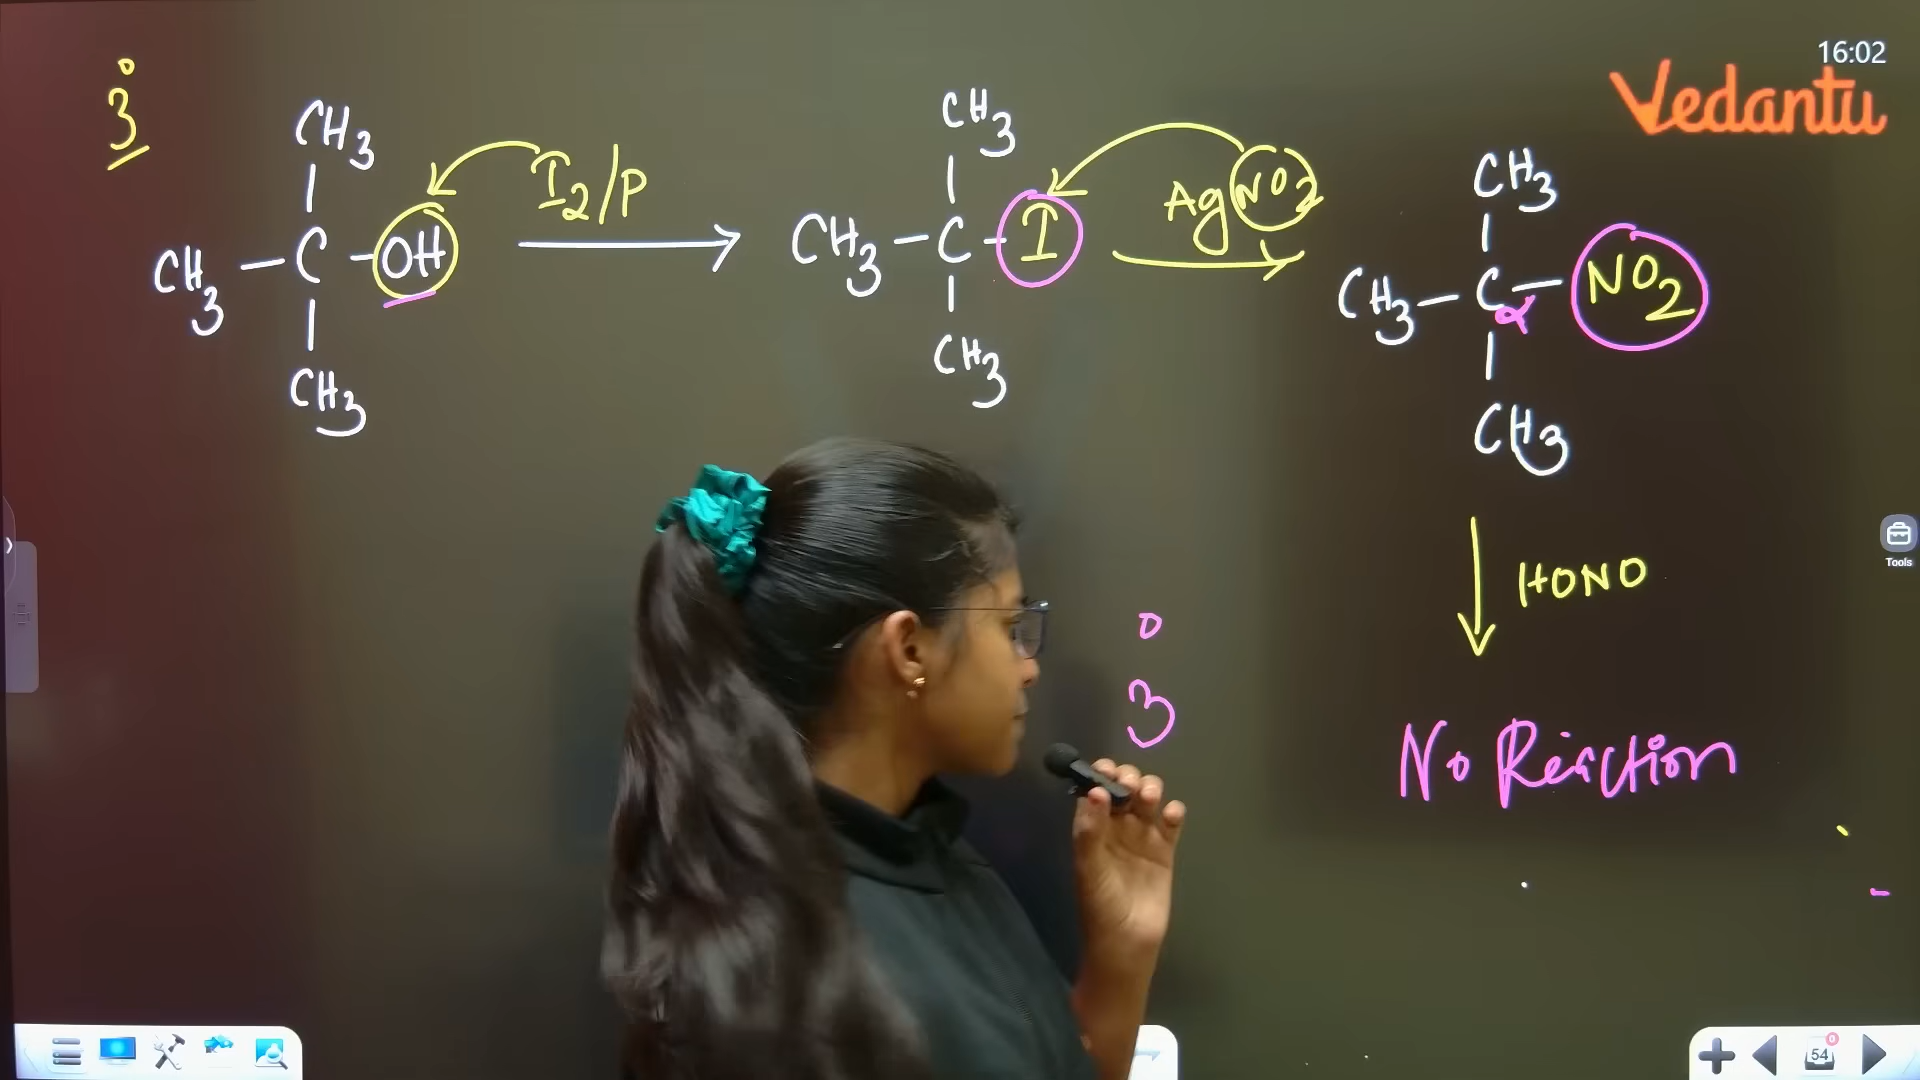 16:02
Vedantu
3°
CH3
CH3 - C - OH
CH3
I2/P
CH3
CH3 - C - I
CH3
AgNO2
CH3
CH3 - C - NO2
α
CH3
HONO
No Reaction
3°
Tools
54
0